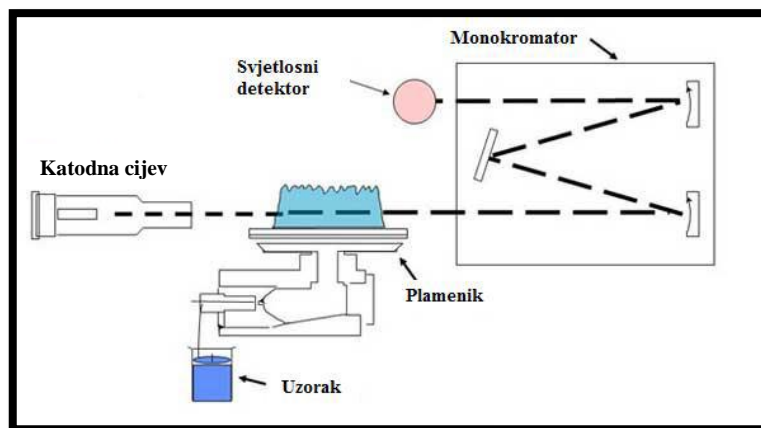 Monokromator
Svjetlosni
detektor
Katodna cijev
Plamenik
Uzorak